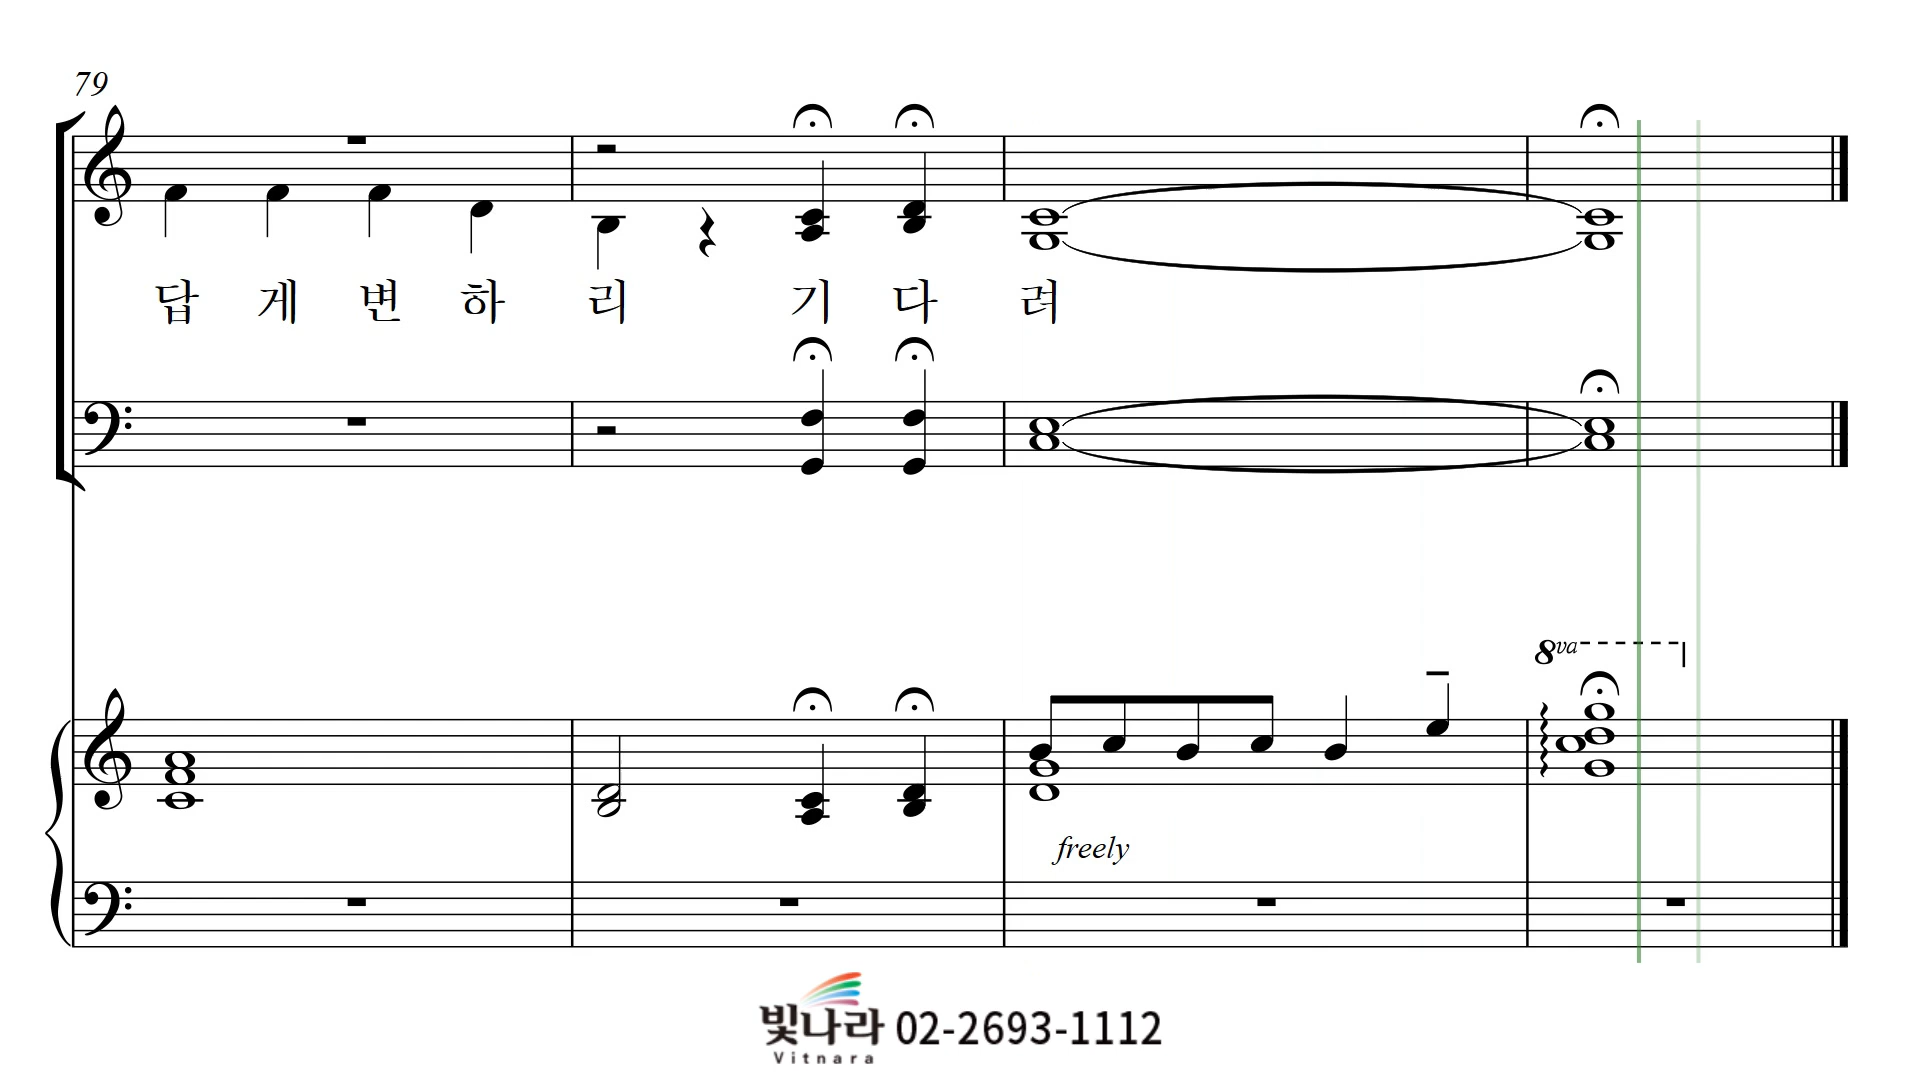 79
답 게 변 하 리 기 다 려
8va
freely
빛나라 02-2693-1112
Vitnara